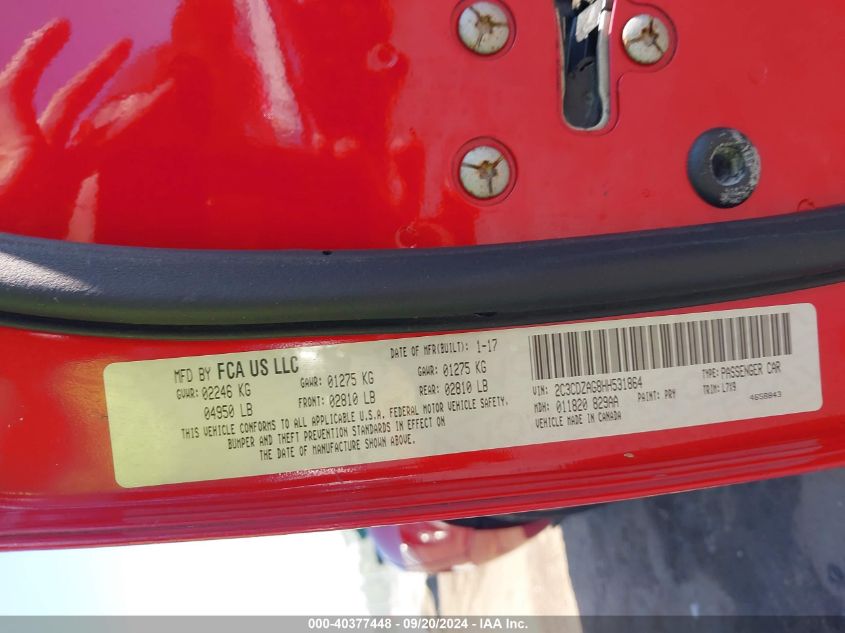 MFD BY FCA US LLC
DATE OF MFR(BUILT): 1-17
GVWR: 02246 KG
GAWR: 01275 KG
GAWR: 01275 KG
04950 LB
FRONT: 02810 LB
REAR: 02810 LB
THIS VEHICLE CONFORMS TO ALL APPLICABLE U.S.A. FEDERAL MOTOR VEHICLE SAFETY,
BUMPER AND THEFT PREVENTION STANDARDS IN EFFECT ON
THE DATE OF MANUFACTURE SHOWN ABOVE.
VIN: 2C3CDZAG8HH531864
TYPE: PASSENGER CAR
MDH: 011820 829AA
PAINT: PRY
TRIM: L7X9
VEHICLE MADE IN CANADA
4658843
000-40377448 - 09/20/2024 - IAA Inc.